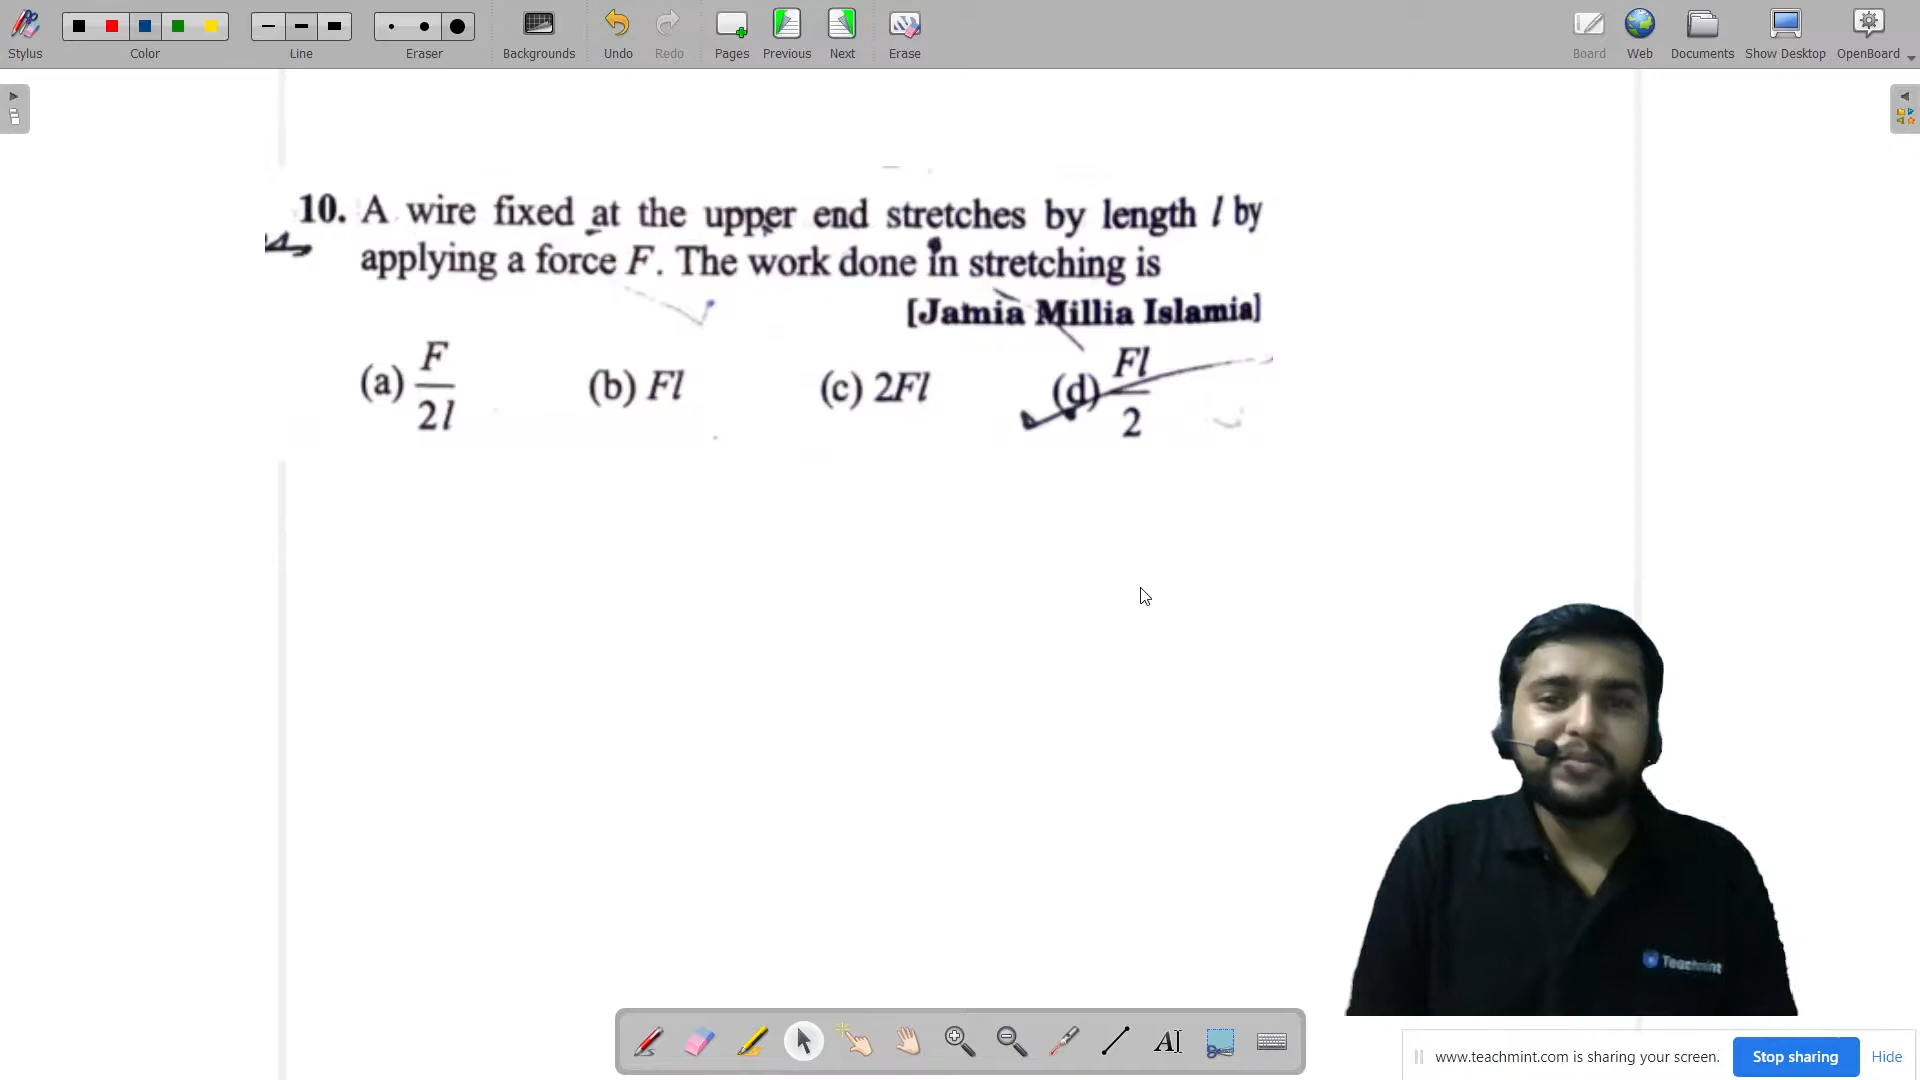 Stylus
Color
Line
Eraser
Backgrounds
Undo
Redo
Pages
Previous
Next
Erase
Board
Web
Documents
Show Desktop
OpenBoard
10. A wire fixed at the upper end stretches by length l by
applying a force F. The work done in stretching is
[Jamia Millia Islamia]
(a) F/2l (b) Fl (c) 2Fl (d) Fl/2
Teachmint
www.teachmint.com is sharing your screen.
Stop sharing
Hide